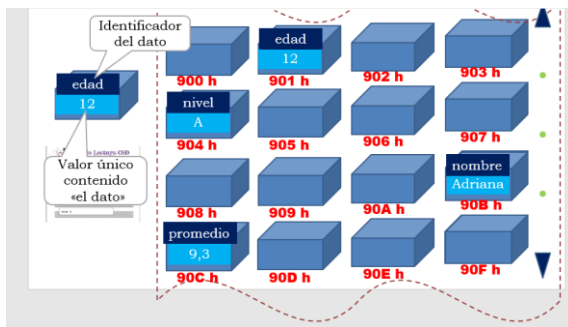 Identificador
del dato
edad
12
Valor único
contenido
«el dato»
edad
12
900 h
901 h
902 h
903 h
nivel
A
904 h
905 h
906 h
907 h
nombre
Adriana
908 h
909 h
90A h
90B h
promedio
9,3
90C h
90D h
90E h
90F h